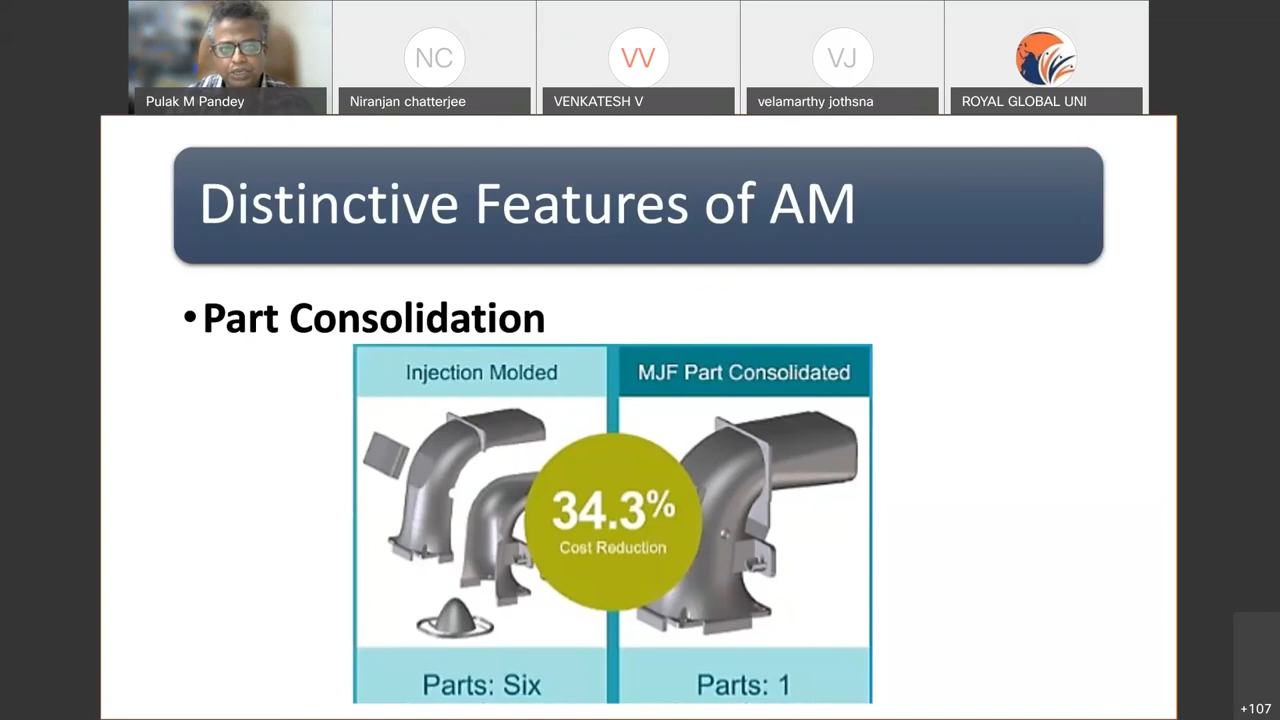 NC
VV
VJ
Pulak M Pandey
Niranjan chatterjee
VENKATESH V
velamarthy jothsna
ROYAL GLOBAL UNI
Distinctive Features of AM
•Part Consolidation
Injection Molded
MJF Part Consolidated
34.3%
Cost Reduction
Parts: Six
Parts: 1
+107